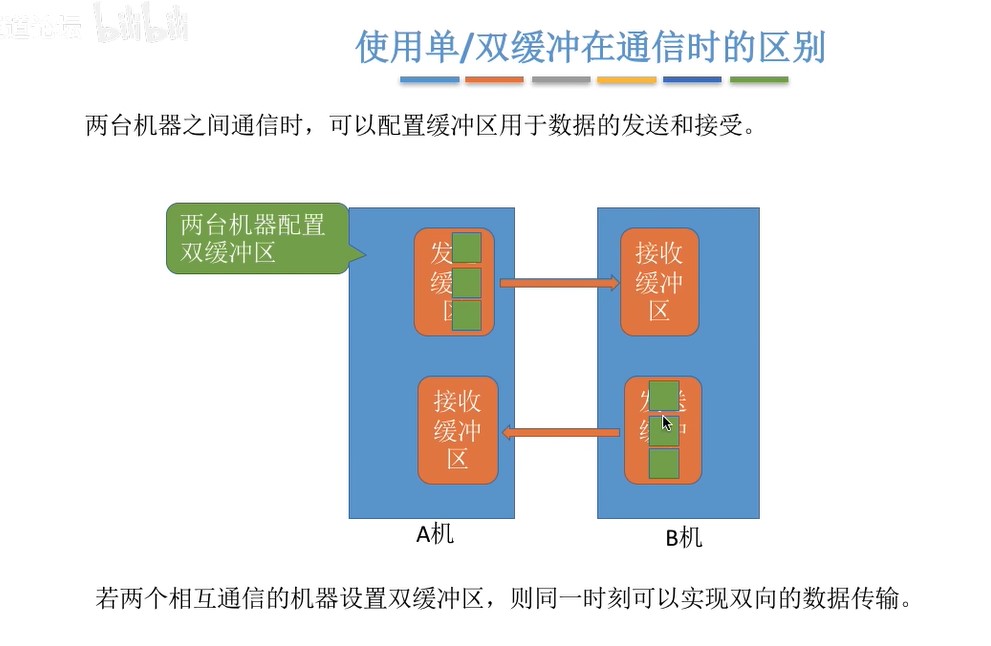 bilibili
使用单/双缓冲在通信时的区别
两台机器之间通信时，可以配置缓冲区用于数据的发送和接受。
两台机器配置
双缓冲区
发
缓
区
接收
缓冲
区
接收
缓冲
区
发送
缓冲
A机
B机
若两个相互通信的机器设置双缓冲区，则同一时刻可以实现双向的数据传输。